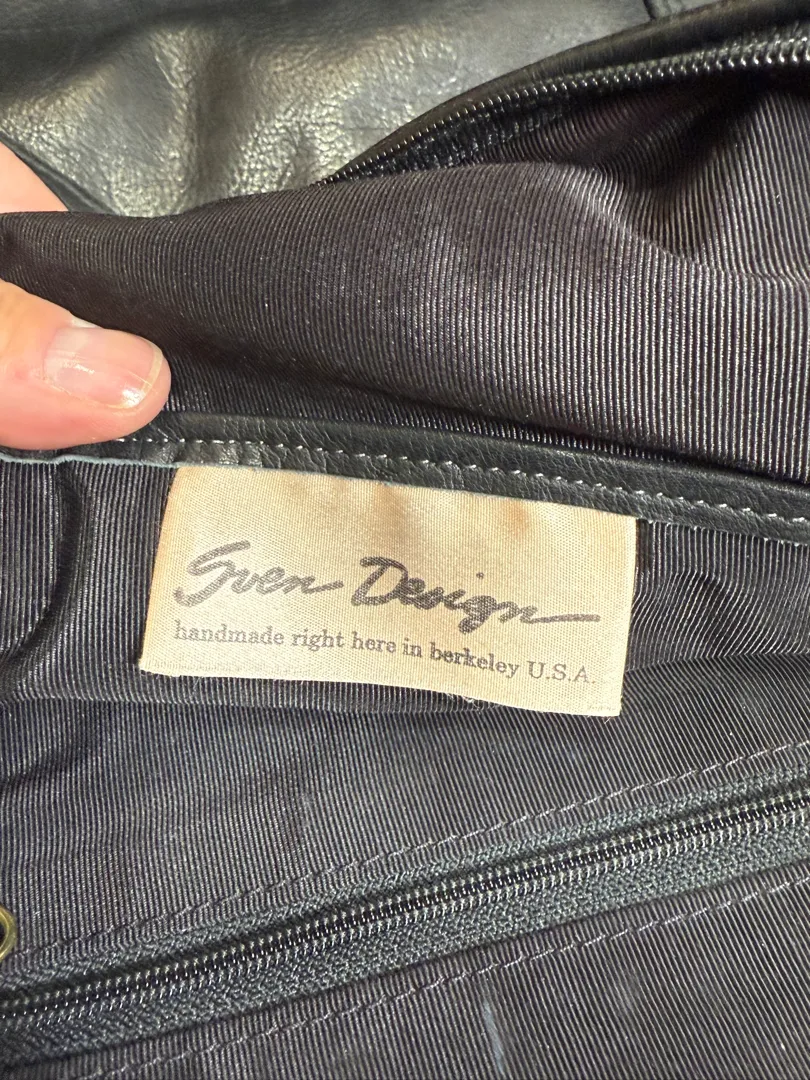 Sven Design
handmade right here in berkeley U.S.A.